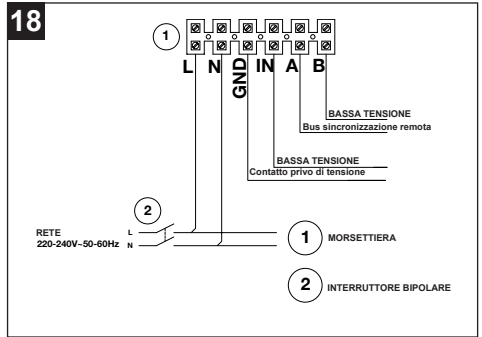 18
1
L N GND IN A B
BASSA TENSIONE
Bus sincronizzazione remota
BASSA TENSIONE
Contatto privo di tensione
2
RETE L
220-240V~50-60Hz N
1 MORSETTIERA
2 INTERRUTTORE BIPOLARE